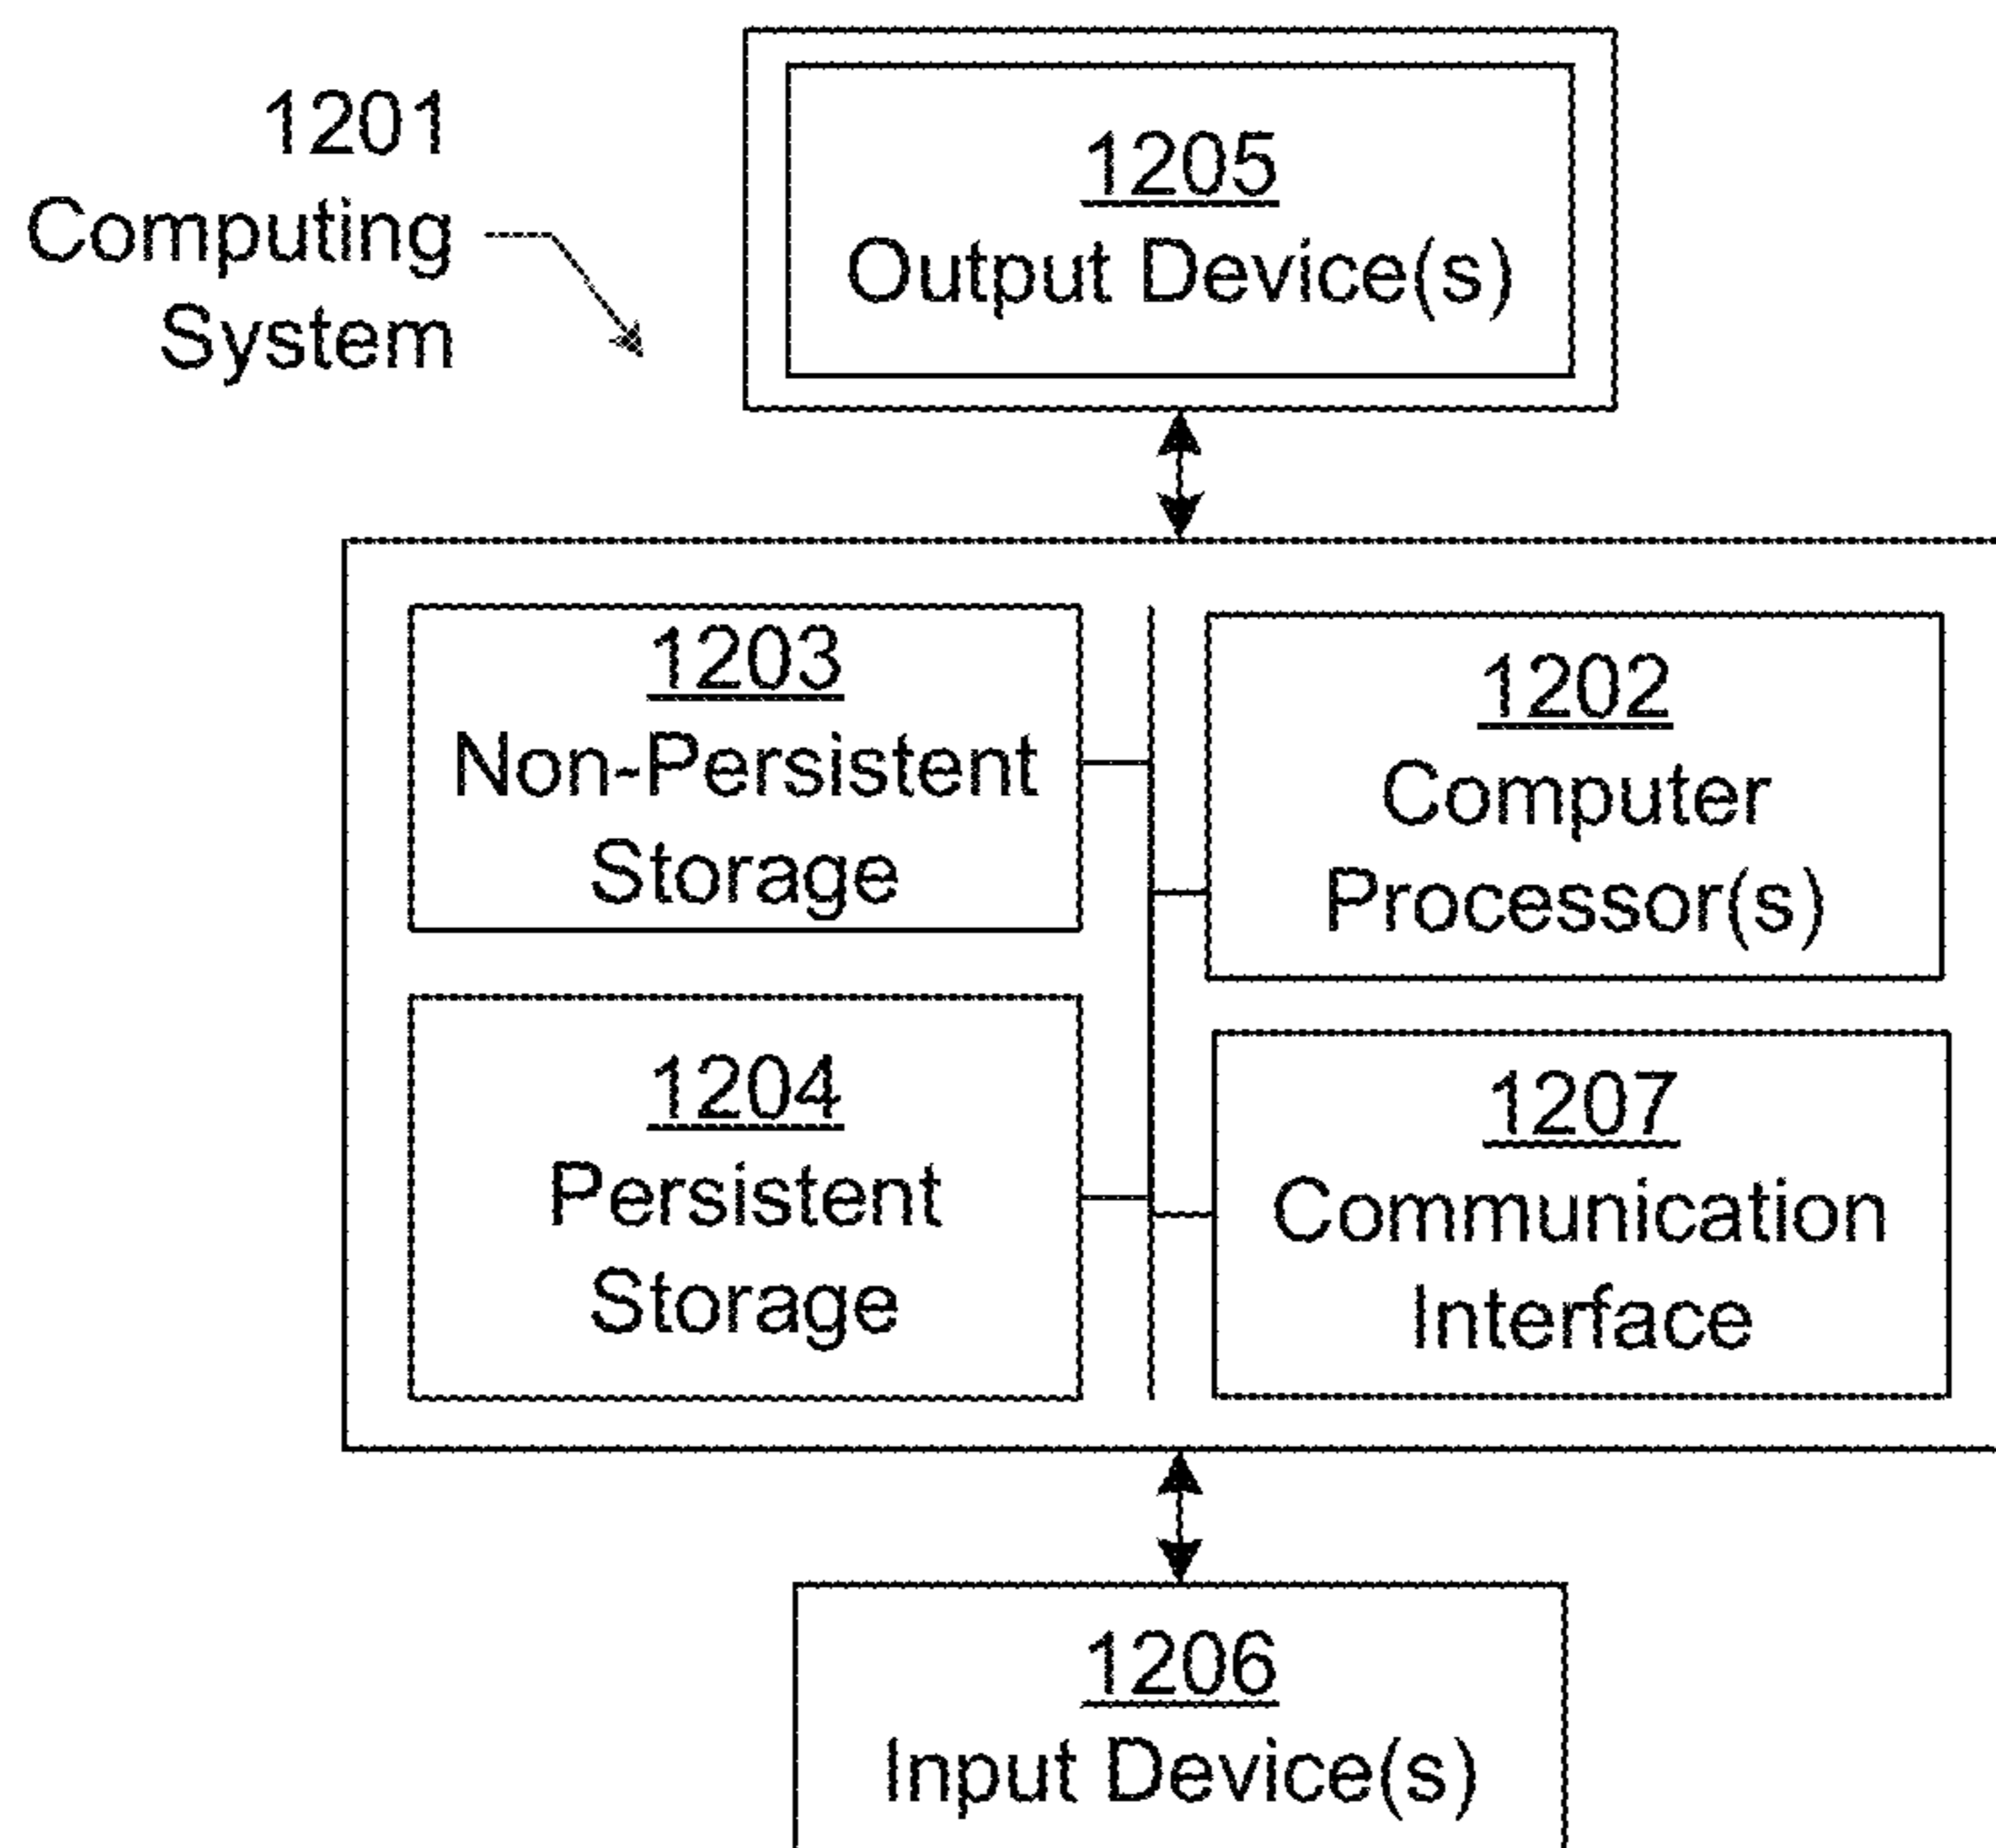 1201
Computing
System
1205
Output Device(s)
1203
Non-Persistent
Storage
1202
Computer
Processor(s)
1204
Persistent
Storage
1207
Communication
Interface
1206
Input Device(s)